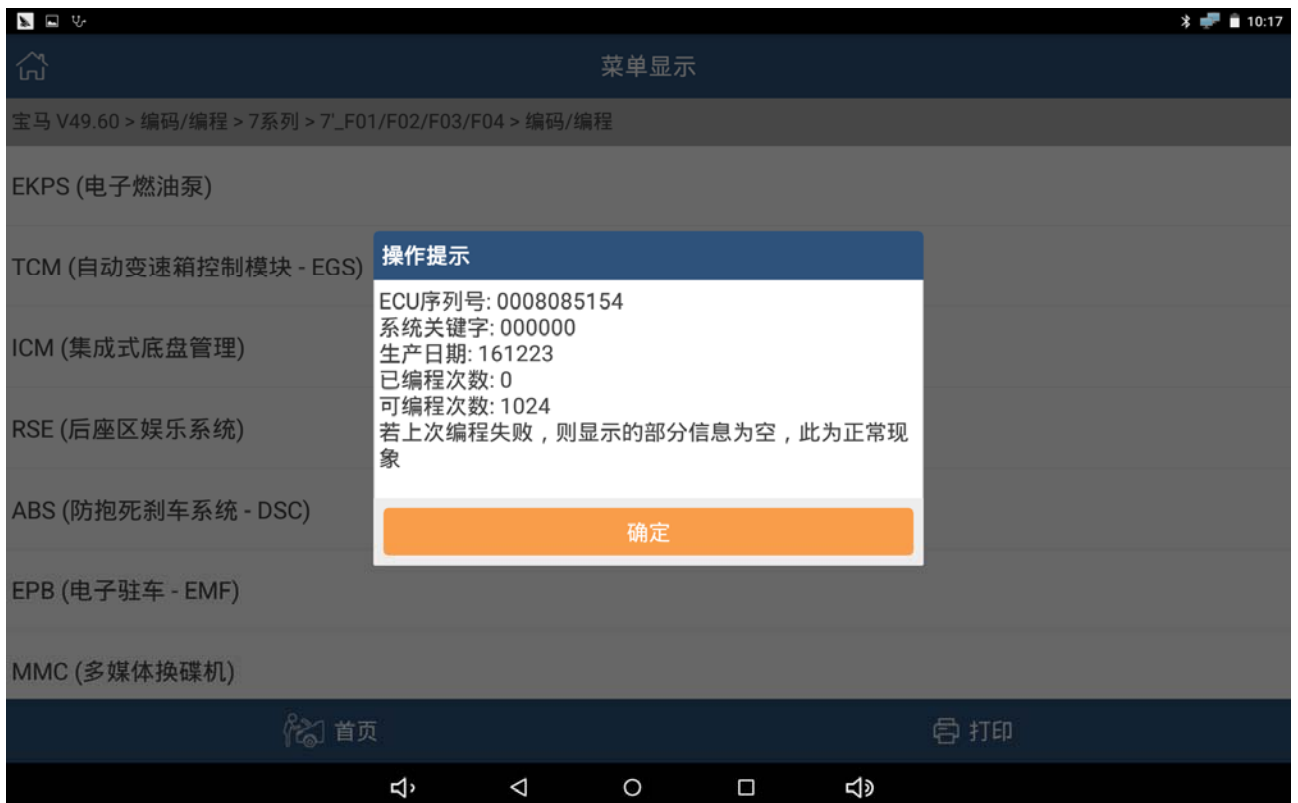 10:17
菜单显示
宝马 V49.60 > 编码/编程 > 7系列 > 7'_F01/F02/F03/F04 > 编码/编程
EKPS (电子燃油泵)
TCM (自动变速箱控制模块 - EGS)
ICM (集成式底盘管理)
RSE (后座区娱乐系统)
ABS (防抱死刹车系统 - DSC)
EPB (电子驻车 - EMF)
MMC (多媒体换碟机)
操作提示
ECU序列号: 0008085154
系统关键字: 000000
生产日期: 161223
已编程次数: 0
可编程次数: 1024
若上次编程失败，则显示的部分信息为空，此为正常现
象
确定
首页
打印